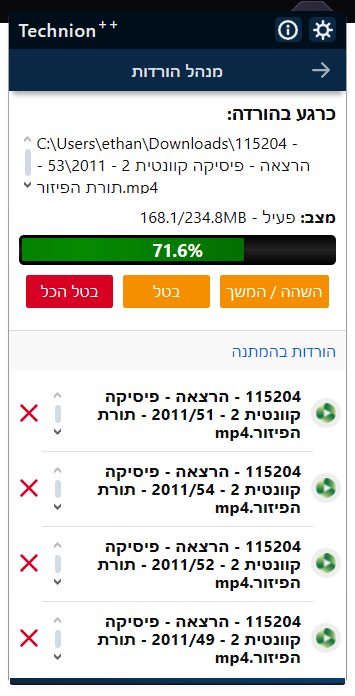 Technion++
מנהל הורדות
כרגע בהורדה:
C:\Users\ethan\Downloads\115204 -
הרצאה - פיסיקה קוונטית 2 - 2011\53 -
תורת הפיזור.mp4
מצב: פעיל - 168.1/234.8MB
71.6%
השהה / המשך
בטל
בטל הכל
הורדות בהמתנה
115204 - הרצאה - פיסיקה
קוונטית 2 - 2011/51 - תורת
הפיזור.mp4
115204 - הרצאה - פיסיקה
קוונטית 2 - 2011/54 - תורת
הפיזור.mp4
115204 - הרצאה - פיסיקה
קוונטית 2 - 2011/52 - תורת
הפיזור.mp4
115204 - הרצאה - פיסיקה
קוונטית 2 - 2011/49 - תורת
הפיזור.mp4